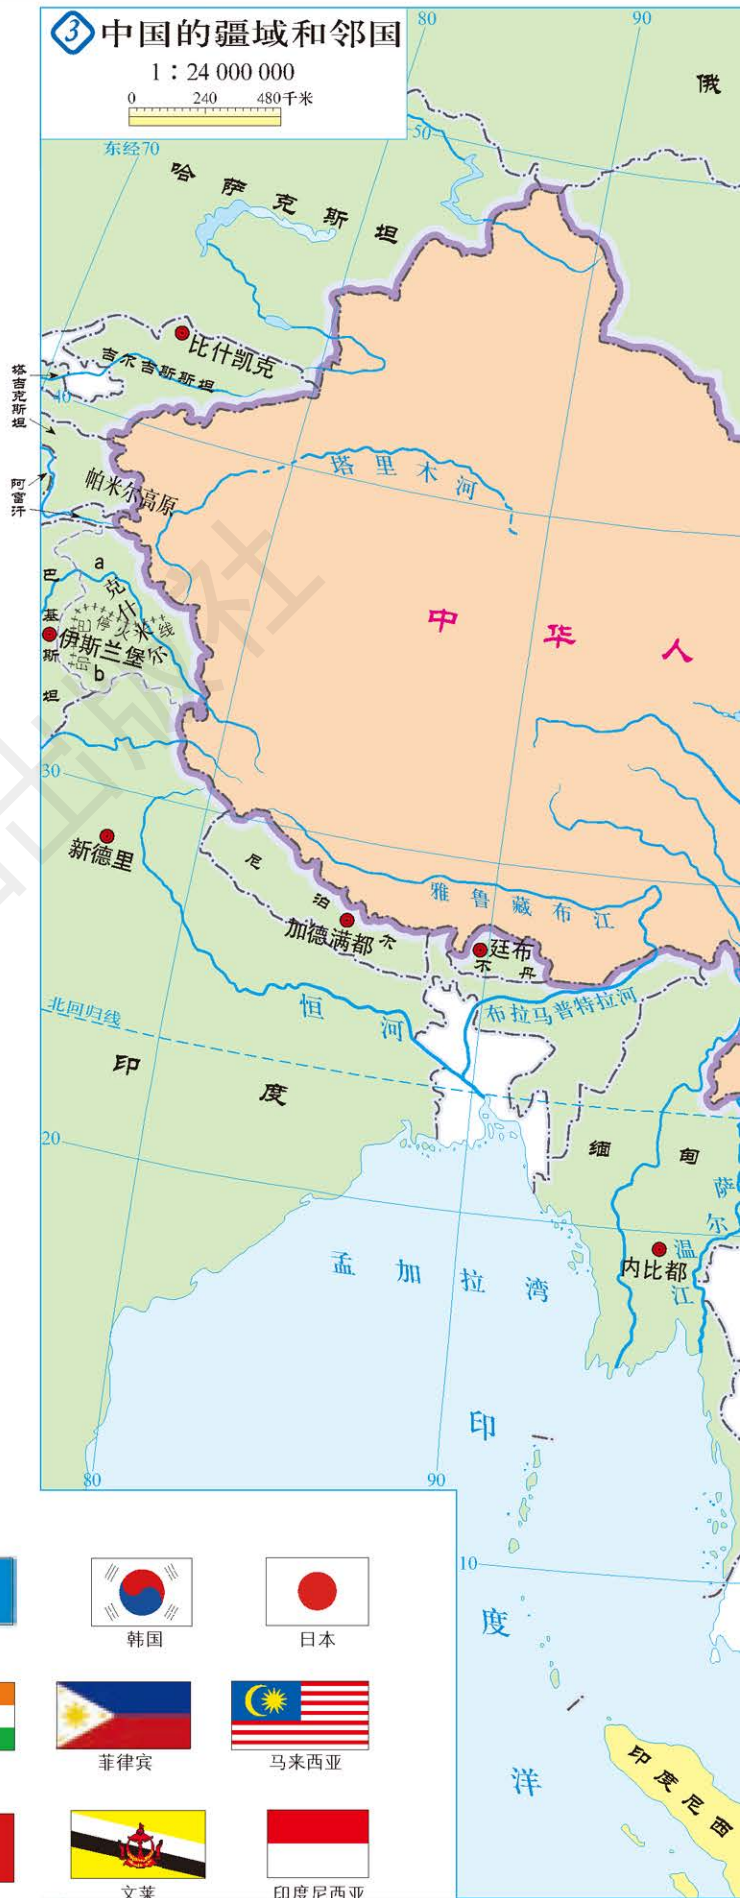 3 中国的疆域和邻国
1：24 000 000
0 240 480千米
80
90
俄
50
东经70
哈萨克斯坦
比什凯克
吉尔吉斯斯坦
塔吉克斯坦
40
阿富汗
帕米尔高原
塔里木河
a
克什米尔
巴基斯坦
印巴停火线
伊斯兰堡
b
中华人
30
新德里
尼泊尔
加德满都
雅鲁藏布江
廷布
不丹
布拉马普特拉河
北回归线
恒河
印度
20
缅甸
萨尔温江
内比都
孟加拉湾
印度洋
80
90
10
印度尼西
韩国
日本
菲律宾
马来西亚
文莱
印度尼西亚
出版社